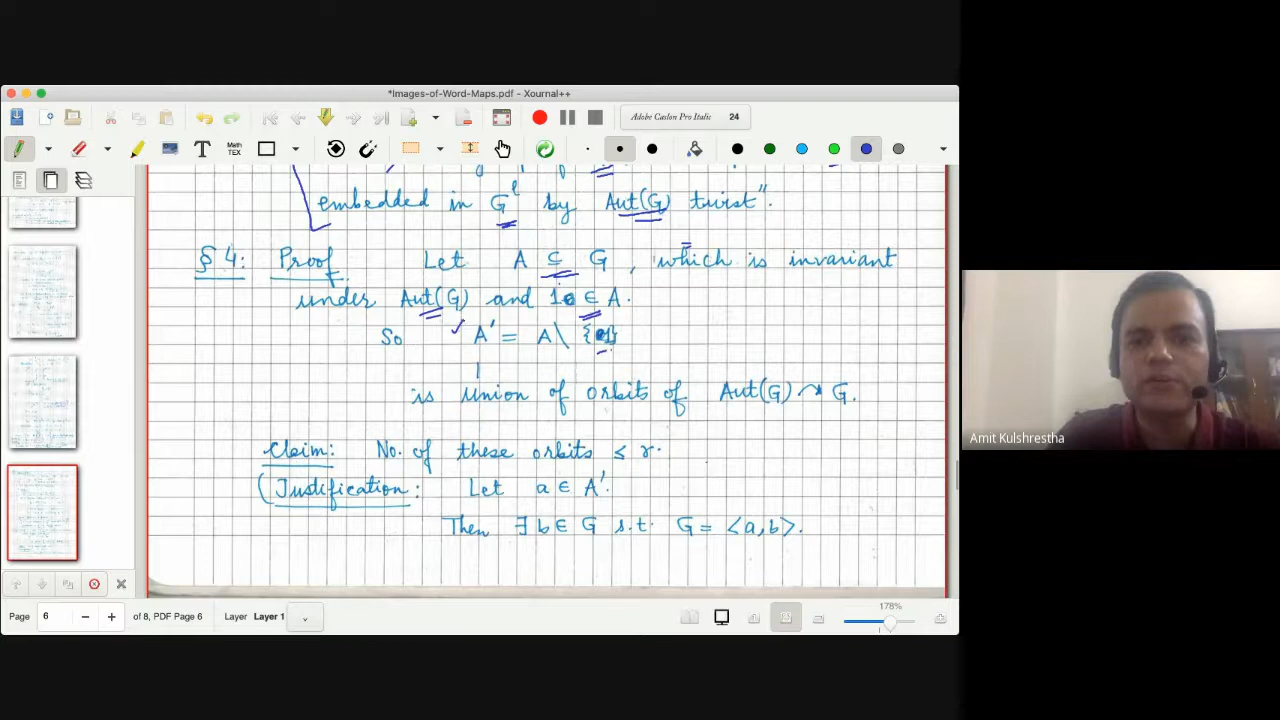 *Images-of-Word-Maps.pdf - Xournal++
Adobe Caslon Pro Italic 24
Math TEX
embedded in G^l by Aut(G) twist".
§ 4: Proof Let A ⊆ G, which is invariant
under Aut(G) and 1 ∈ A.
So A' = A \ {1}
is union of orbits of Aut(G) ↷ G.
Claim: No. of these orbits ≤ r.
(Justification: Let a ∈ A'.
Then ∃ b ∈ G s.t. G = <a,b>.
Amit Kulshrestha
Page 6 of 8, PDF Page 6 Layer Layer 1 178%